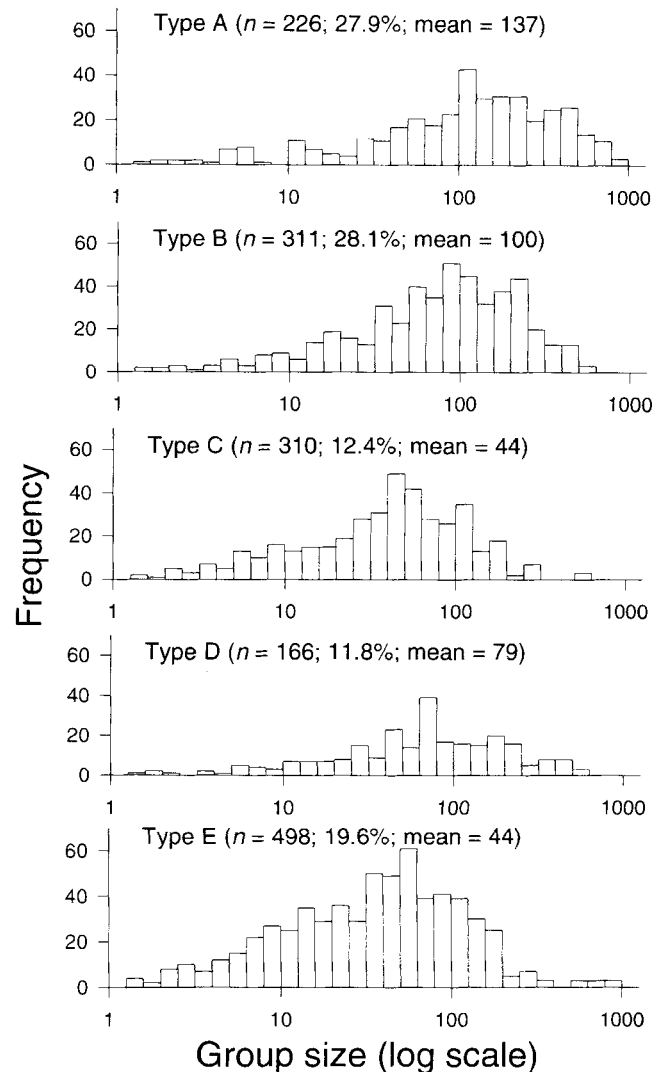 Type A (n = 226; 27.9%; mean = 137)
60
40
20
0
1 10 100 1000
Type B (n = 311; 28.1%; mean = 100)
60
40
20
0
1 10 100 1000
Type C (n = 310; 12.4%; mean = 44)
60
40
20
0
1 10 100 1000
Frequency
Type D (n = 166; 11.8%; mean = 79)
60
40
20
0
1 10 100 1000
Type E (n = 498; 19.6%; mean = 44)
60
40
20
0
1 10 100 1000
Group size (log scale)